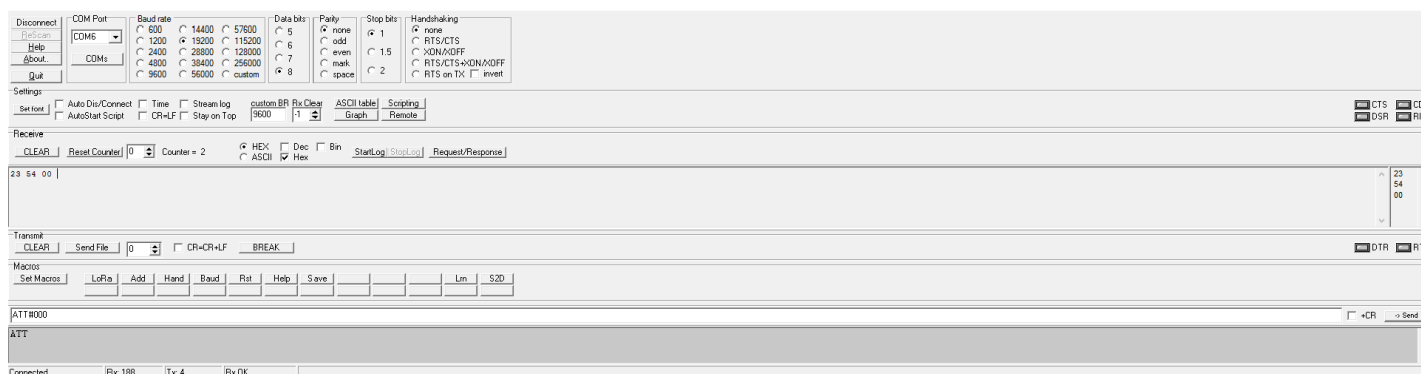 Disconnect
ReScan
Help
About..
Quit
COM Port
COM6
COMs
Baud rate
600 14400 57600
1200 19200 115200
2400 28800 128000
4800 38400 256000
9600 56000 custom
Data bits
5
6
7
8
Parity
none
odd
even
mark
space
Stop bits
1
1.5
2
Handshaking
none
RTS/CTS
XON/XOFF
RTS/CTS+XON/XOFF
RTS on TX invert
Settings
Set font
Auto Dis/Connect Time Stream log
AutoStart Script CR=LF Stay on Top
custom BR Rx Clear
9600 -1
ASCII table Scripting
Graph Remote
CTS CD
DSR RI
Receive
CLEAR Reset Counter 0 Counter = 2
HEX Dec Bin
ASCII Hex
StartLog StopLog Request/Response
23 54 00
23
54
00
Transmit
CLEAR Send File 0 CR=CR+LF BREAK
DTR RT
Macros
Set Macros LoRa Add Hand Baud Rst Help Save Lrn S2D
ATT#000
+CR -> Send
ATT
Connected Rx: 188 Tx: 4 Rx OK